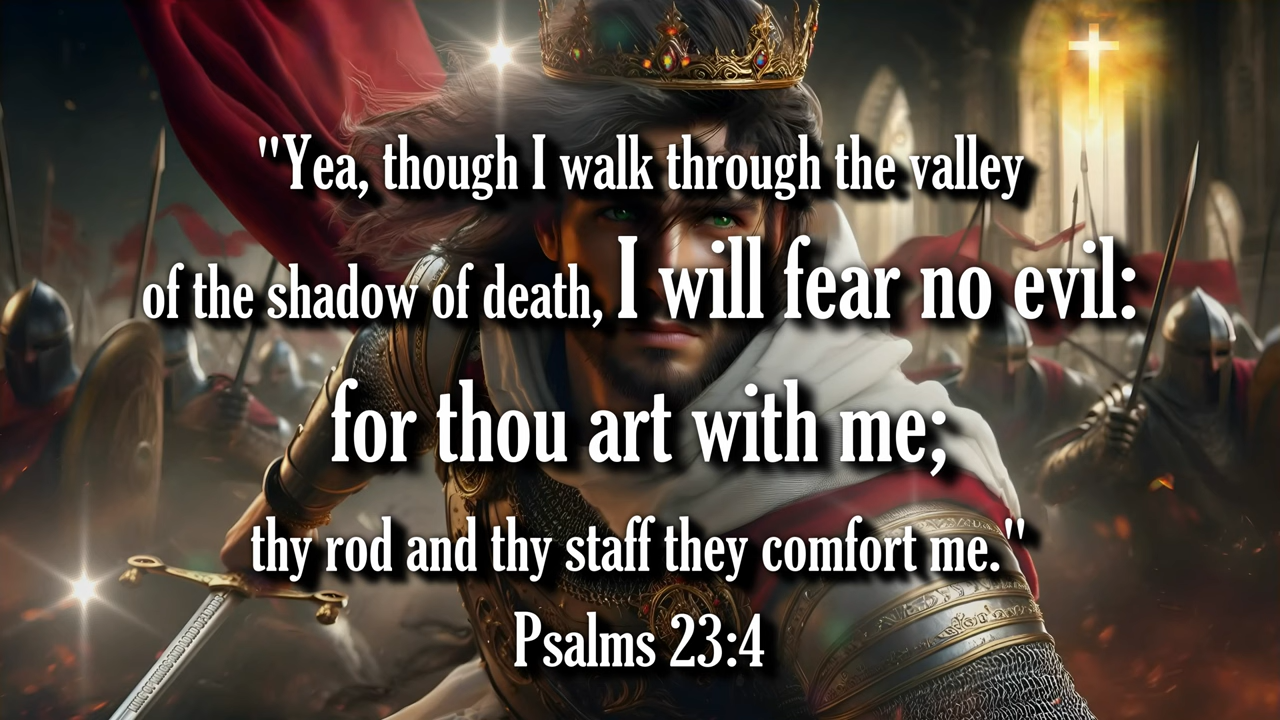 "Yea, though I walk through the valley
of the shadow of death, I will fear no evil:
for thou art with me;
thy rod and thy staff they comfort me."
Psalms 23:4